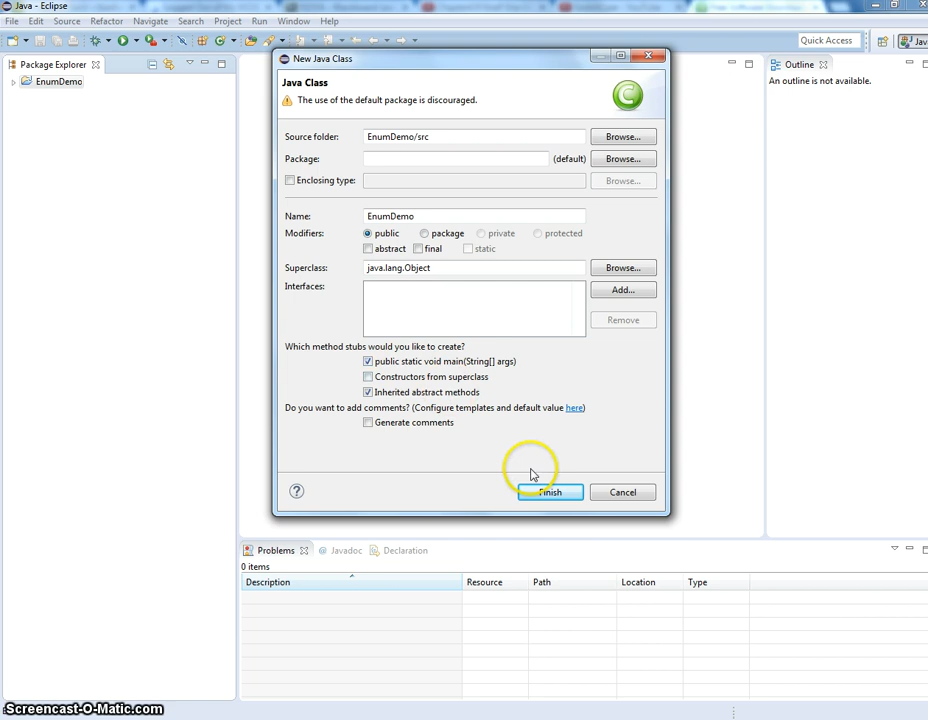 Java - Eclipse
File Edit Source Refactor Navigate Search Project Run Window Help
Quick Access
Package Explorer
EnumDemo
New Java Class
Java Class
The use of the default package is discouraged.
Source folder: EnumDemo/src Browse...
Package: (default) Browse...
Enclosing type: Browse...
Name: EnumDemo
Modifiers: public package private protected
abstract final static
Superclass: java.lang.Object Browse...
Interfaces: Add...
Remove
Which method stubs would you like to create?
public static void main(String[] args)
Constructors from superclass
Inherited abstract methods
Do you want to add comments? (Configure templates and default value here)
Generate comments
Finish Cancel
Outline
An outline is not available.
Problems @ Javadoc Declaration
0 items
Description Resource Path Location Type
Screencast-O-Matic.com